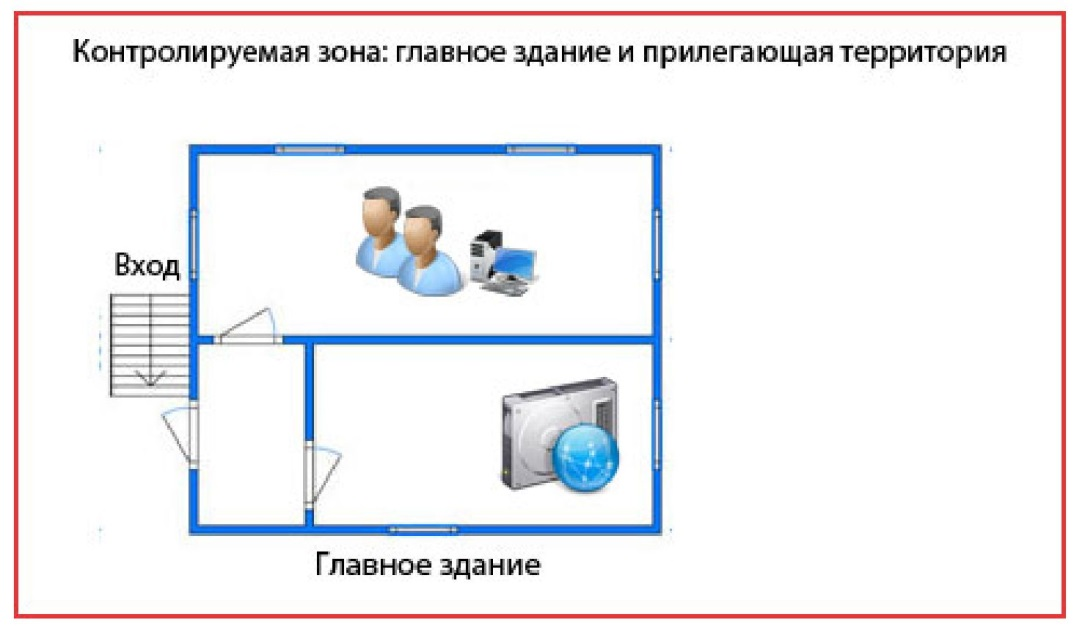 Контролируемая зона: главное здание и прилегающая территория
Вход
Главное здание